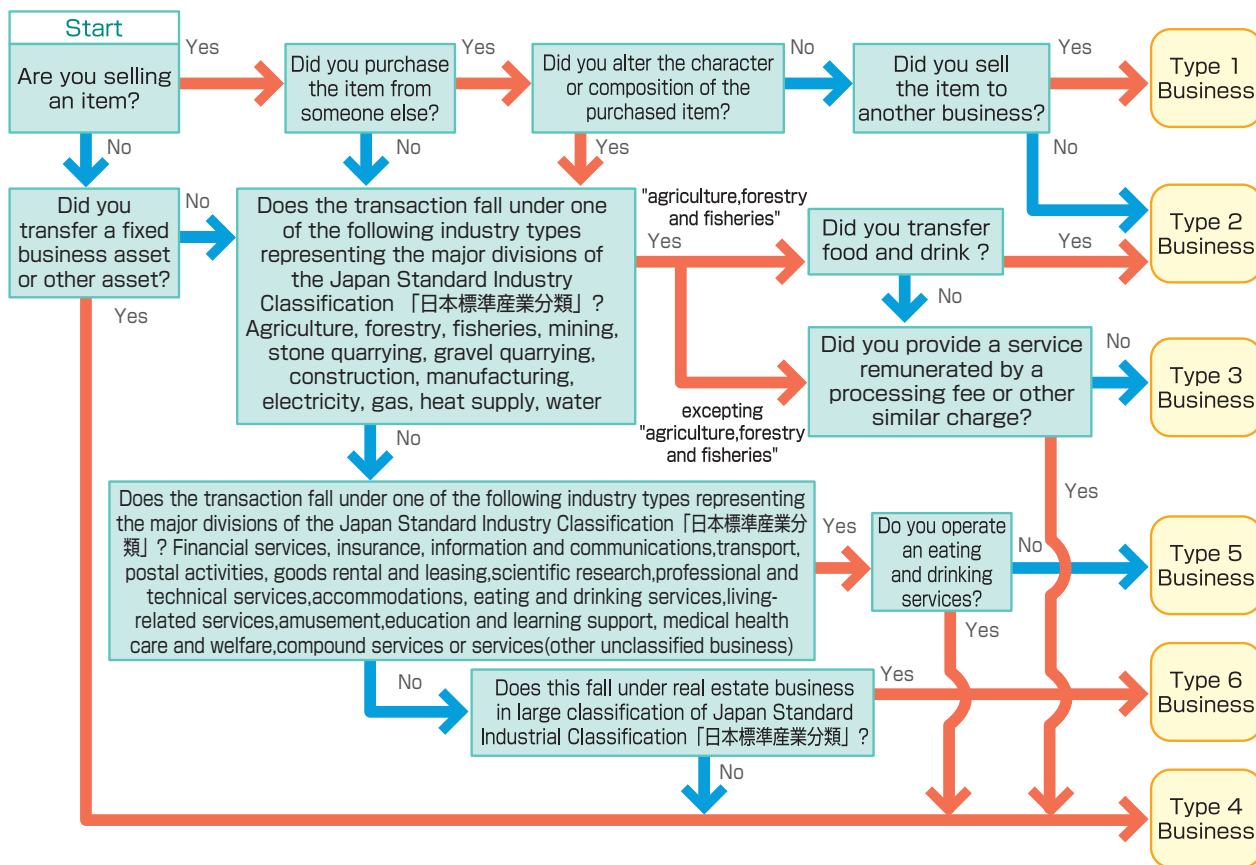 Start
Are you selling
an item?
Yes
No
Did you purchase
the item from
someone else?
Yes
No
Did you alter the character
or composition of the
purchased item?
No
Yes
Did you sell
the item to
another business?
Yes
No
Type 1
Business
Did you
transfer a fixed
business asset
or other asset?
No
Yes
Does the transaction fall under one
of the following industry types
representing the major divisions of
the Japan Standard Industry
Classification 「日本標準産業分類」?
Agriculture, forestry, fisheries, mining,
stone quarrying, gravel quarrying,
construction, manufacturing,
electricity, gas, heat supply, water
Yes
No
"agriculture,forestry
and fisheries"
Did you transfer
food and drink ?
Yes
No
Type 2
Business
excepting
"agriculture,forestry
and fisheries"
Did you provide a service
remunerated by a
processing fee or other
similar charge?
No
Yes
Type 3
Business
Does the transaction fall under one of the following industry types representing
the major divisions of the Japan Standard Industry Classification「日本標準産業分
類」? Financial services, insurance, information and communications,transport,
postal activities, goods rental and leasing,scientific research,professional and
technical services,accommodations, eating and drinking services,living-
related services,amusement,education and learning support, medical health
care and welfare,compound services or services(other unclassified business)
Yes
No
Do you operate
an eating
and drinking
services?
No
Yes
Type 5
Business
Does this fall under real estate business
in large classification of Japan Standard
Industrial Classification「日本標準産業分類」?
Yes
No
Type 6
Business
Type 4
Business